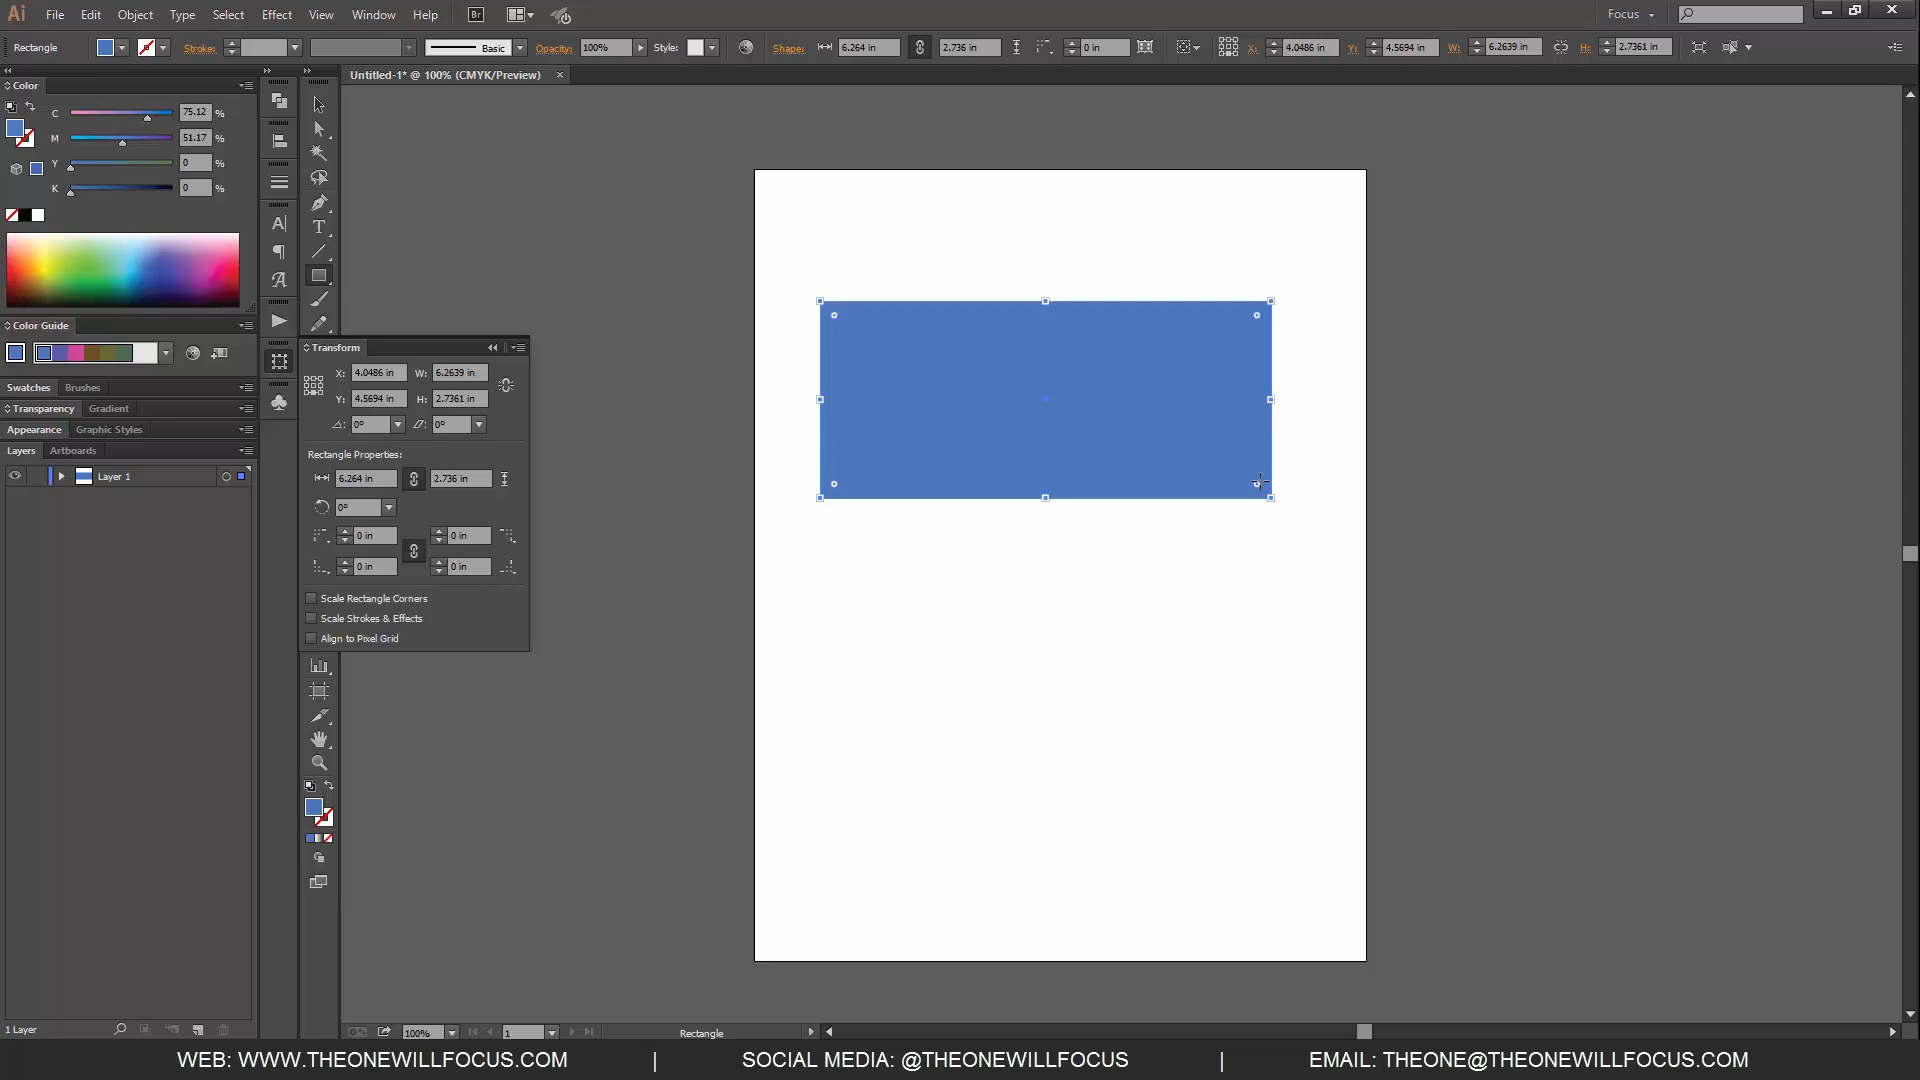 Ai File Edit Object Type Select Effect View Window Help Br Focus
Rectangle Stroke: Basic Opacity: 100% Style: Shape: 6.264 in 2.736 in 0 in X: 4.0486 in Y: 4.5694 in W: 6.2639 in H: 2.7361 in
Untitled-1* @ 100% (CMYK/Preview)
Color
C 75.12 %
M 51.17 %
Y 0 %
K 0 %
Color Guide
Swatches Brushes
Transparency Gradient
Appearance Graphic Styles
Layers Artboards
Layer 1
Transform
X: 4.0486 in W: 6.2639 in
Y: 4.5694 in H: 2.7361 in
0° 0°
Rectangle Properties:
6.264 in 2.736 in
0°
0 in 0 in
0 in 0 in
Scale Rectangle Corners
Scale Strokes & Effects
Align to Pixel Grid
1 Layer
100% 1 Rectangle
WEB: WWW.THEONEWILLFOCUS.COM | SOCIAL MEDIA: @THEONEWILLFOCUS | EMAIL: THEONE@THEONEWILLFOCUS.COM